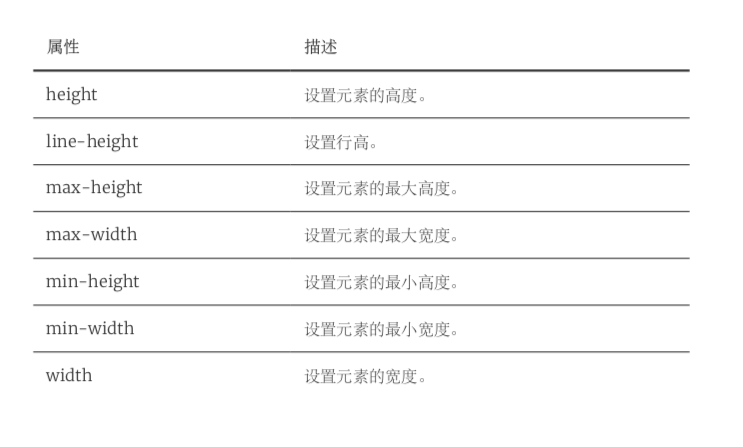 属性 描述
height 设置元素的高度。
line-height 设置行高。
max-height 设置元素的最大高度。
max-width 设置元素的最大宽度。
min-height 设置元素的最小高度。
min-width 设置元素的最小宽度。
width 设置元素的宽度。